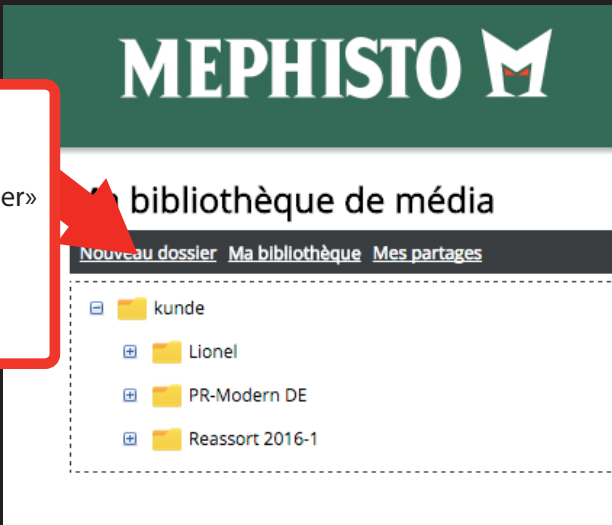 MEPHISTO
er»
bibliothèque de média
Nouveau dossier Ma bibliothèque Mes partages
kunde
Lionel
PR-Modern DE
Reassort 2016-1